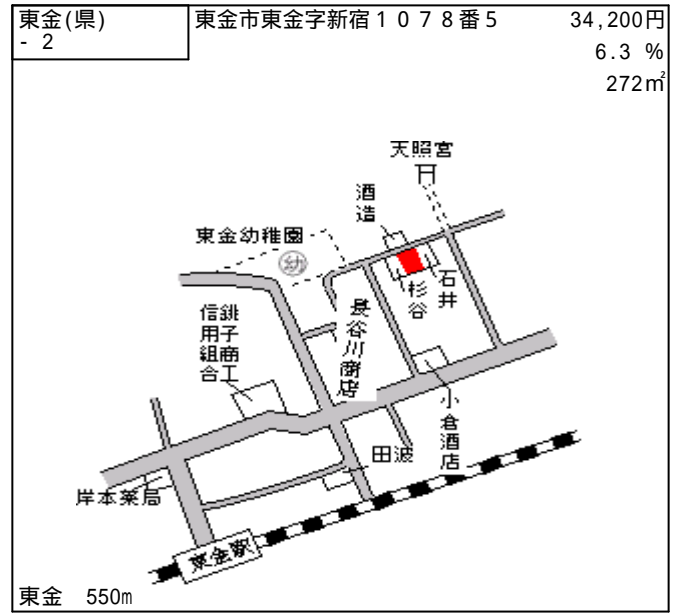 東金(県)
- 2
東金市東金字新宿１０７８番５
34,200円
6.3 %
272㎡
天照宮
酒造
東金幼稚園
幼
石井
杉谷
長谷川商店
銚子商工
信用組合
小倉酒店
田波
岸本薬局
東金駅
東金 550m